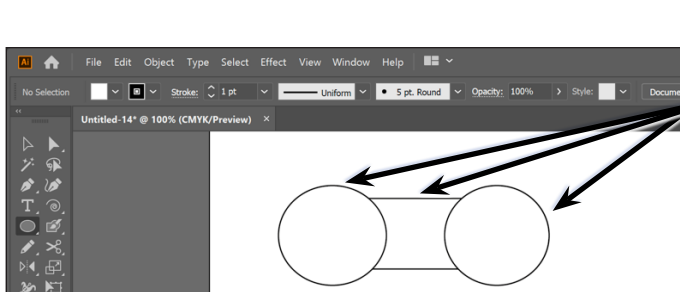 Ai File Edit Object Type Select Effect View Window Help
No Selection Stroke: 1 pt Uniform 5 pt. Round Opacity: 100% Style: Docume
Untitled-14* @ 100% (CMYK/Preview) ×